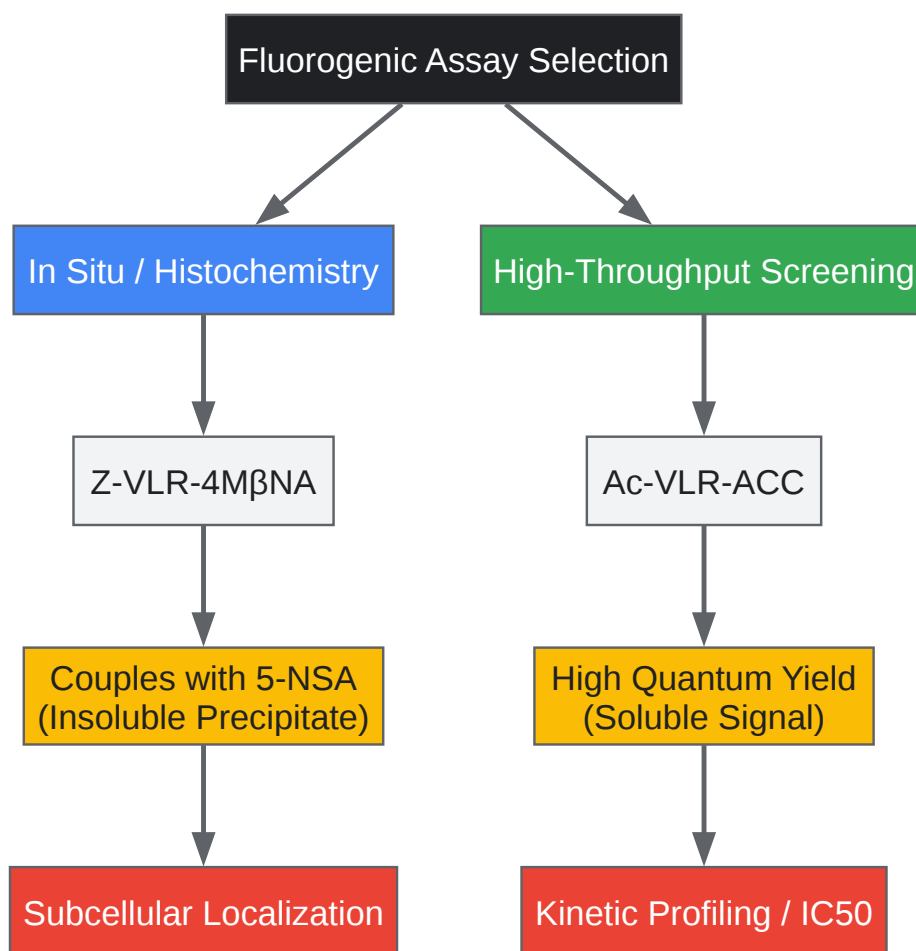 Fluorogenic Assay Selection
In Situ / Histochemistry
High-Throughput Screening
Z-VLR-4MβNA
Ac-VLR-ACC
Couples with 5-NSA
(Insoluble Precipitate)
High Quantum Yield
(Soluble Signal)
Subcellular Localization
Kinetic Profiling / IC50